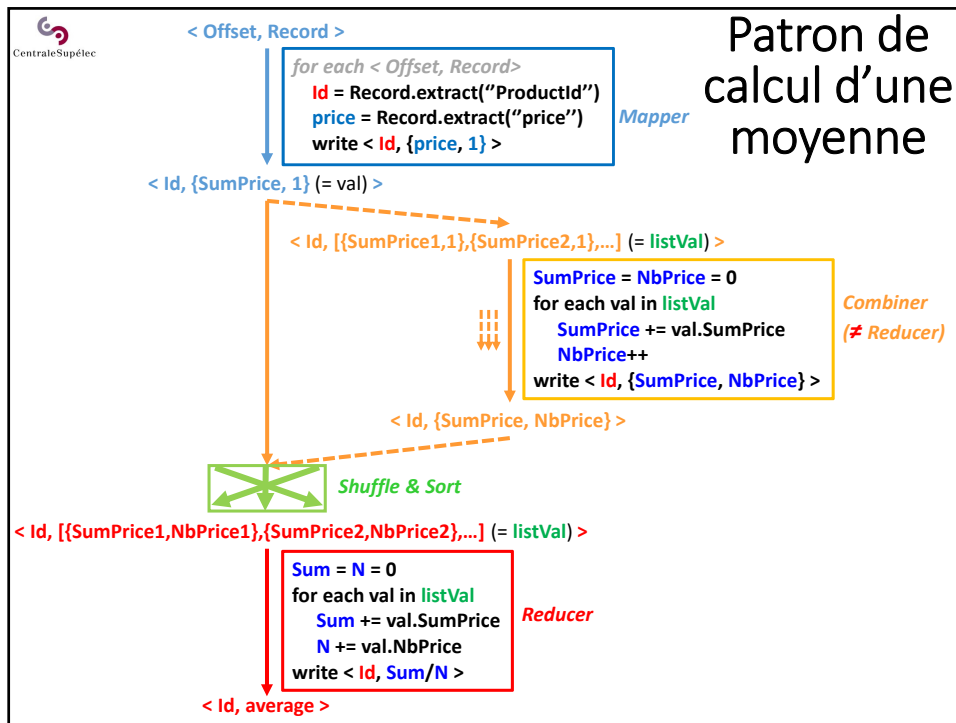 CentraleSupélec
< Offset, Record >
Patron de
calcul d’une
moyenne
for each < Offset, Record>
Id = Record.extract(‘’ProductId’’)
price = Record.extract(‘’price’’)
write < Id, {price, 1} >
Mapper
< Id, {SumPrice, 1} (= val) >
< Id, [{SumPrice1,1},{SumPrice2,1},…] (= listVal) >
SumPrice = NbPrice = 0
for each val in listVal
SumPrice += val.SumPrice
NbPrice++
write < Id, {SumPrice, NbPrice} >
Combiner
(≠ Reducer)
< Id, {SumPrice, NbPrice} >
Shuffle & Sort
< Id, [{SumPrice1,NbPrice1},{SumPrice2,NbPrice2},…] (= listVal) >
Sum = N = 0
for each val in listVal
Sum += val.SumPrice
N += val.NbPrice
write < Id, Sum/N >
Reducer
< Id, average >